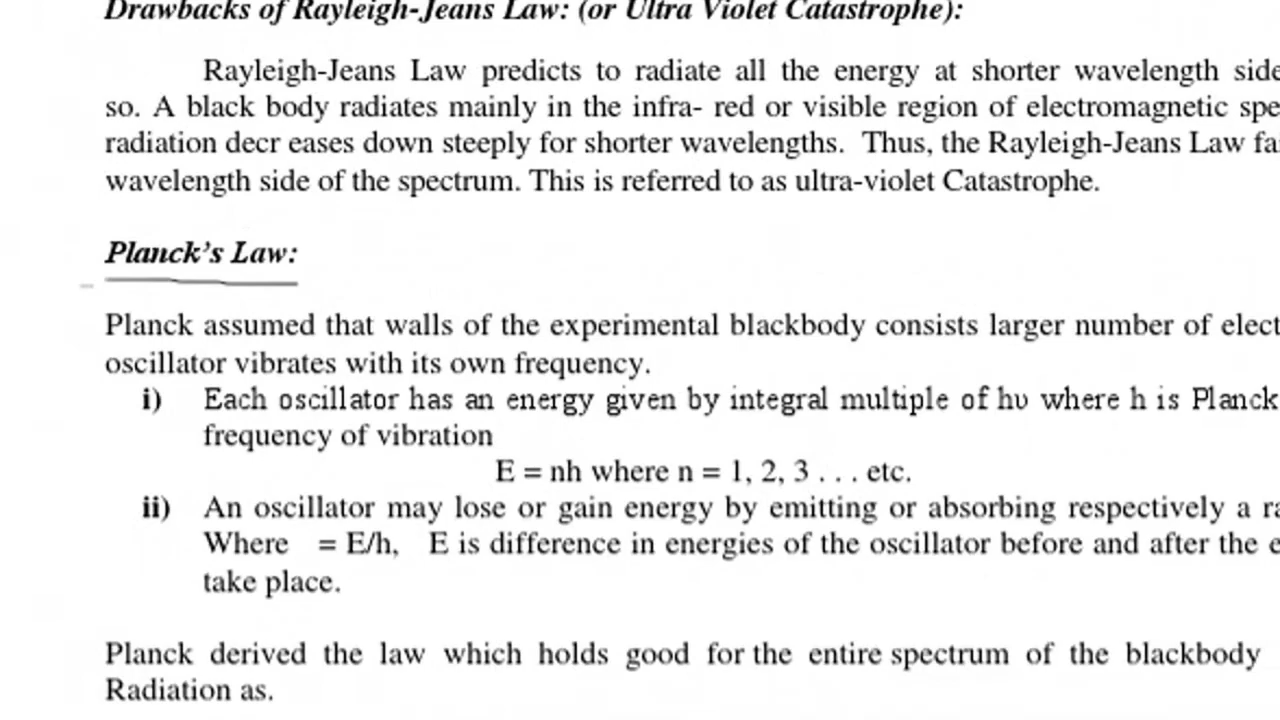 Drawbacks of Rayleigh-Jeans Law: (or Ultra Violet Catastrophe):
Rayleigh-Jeans Law predicts to radiate all the energy at shorter wavelength side
so. A black body radiates mainly in the infra- red or visible region of electromagnetic spe
radiation decr eases down steeply for shorter wavelengths. Thus, the Rayleigh-Jeans Law fa
wavelength side of the spectrum. This is referred to as ultra-violet Catastrophe.
Planck's Law:
Planck assumed that walls of the experimental blackbody consists larger number of elect
oscillator vibrates with its own frequency.
i) Each oscillator has an energy given by integral multiple of hυ where h is Planck
frequency of vibration
E = nh where n = 1, 2, 3 . . . etc.
ii) An oscillator may lose or gain energy by emitting or absorbing respectively a ra
Where = E/h, E is difference in energies of the oscillator before and after the e
take place.
Planck derived the law which holds good for the entire spectrum of the blackbody
Radiation as.